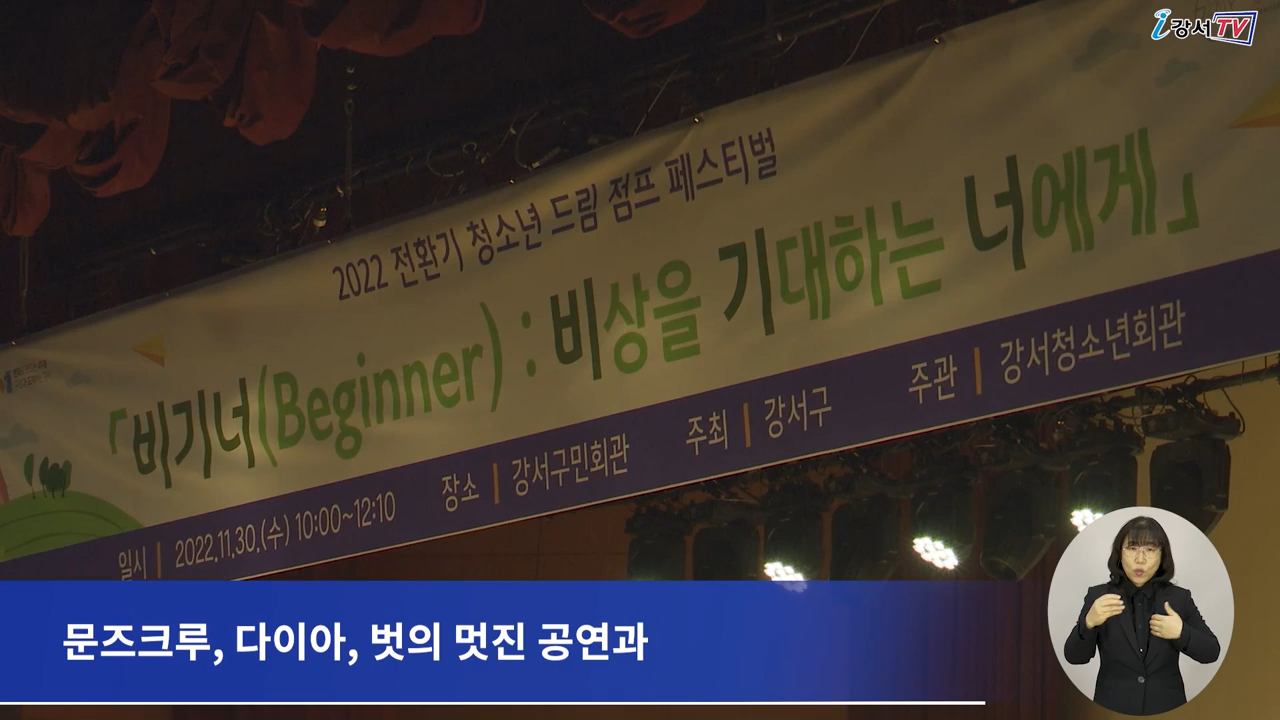 i강서TV
2022 전환기 청소년 드림 점프 페스티벌
「비기너(Beginner) : 비상을 기대하는 너에게」
일시 | 2022.11.30.(수) 10:00~12:10 장소 | 강서구민회관 주최 | 강서구 주관 | 강서청소년회관
문즈크루, 다이아, 벗의 멋진 공연과